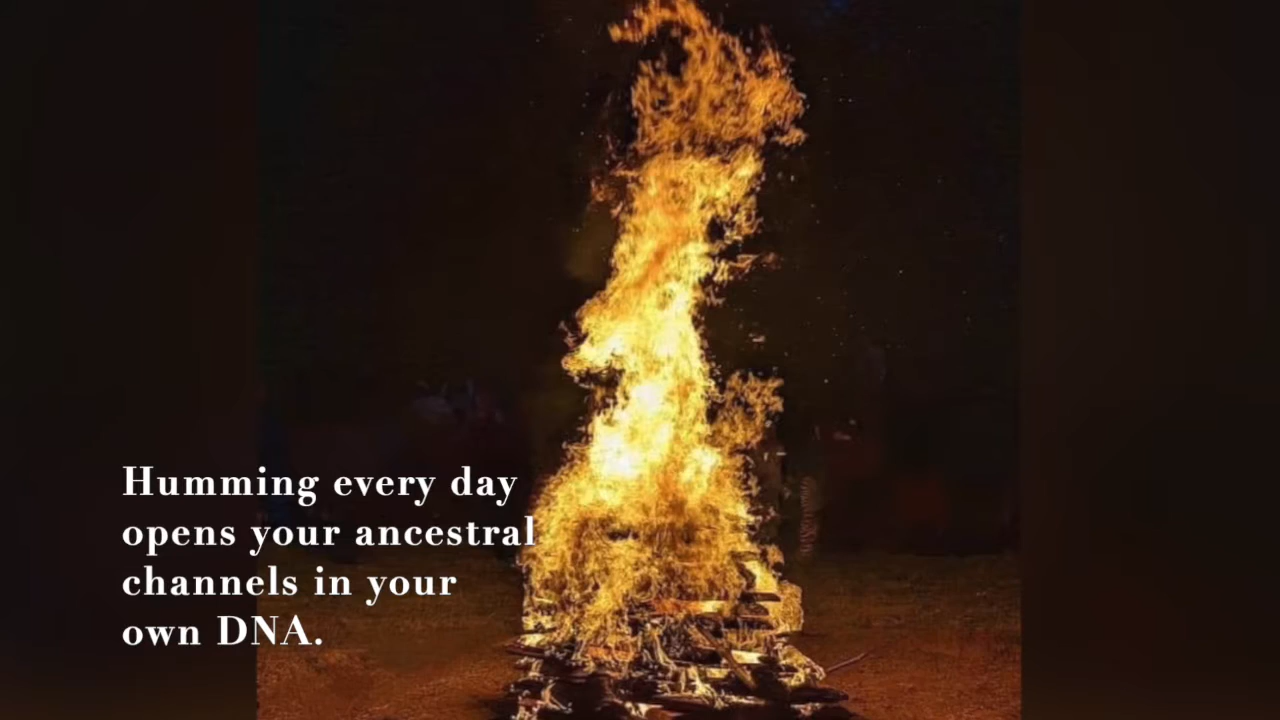 Humming every day
opens your ancestral
channels in your
own DNA.